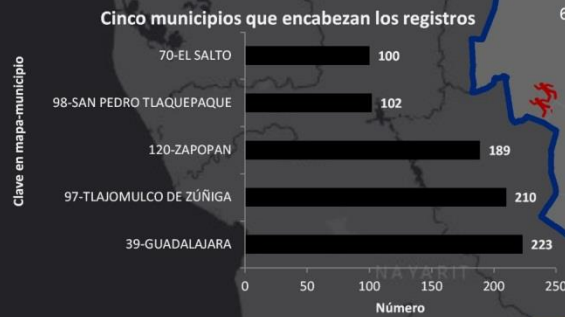 Cinco municipios que encabezan los registros
6
Clave en mapa-municipio
70-EL SALTO
100
98-SAN PEDRO TLAQUEPAQUE
102
120-ZAPOPAN
189
97-TLAJOMULCO DE ZÚÑIGA
210
39-GUADALAJARA
223
NAYARIT
0 50 100 150 200 250
Número